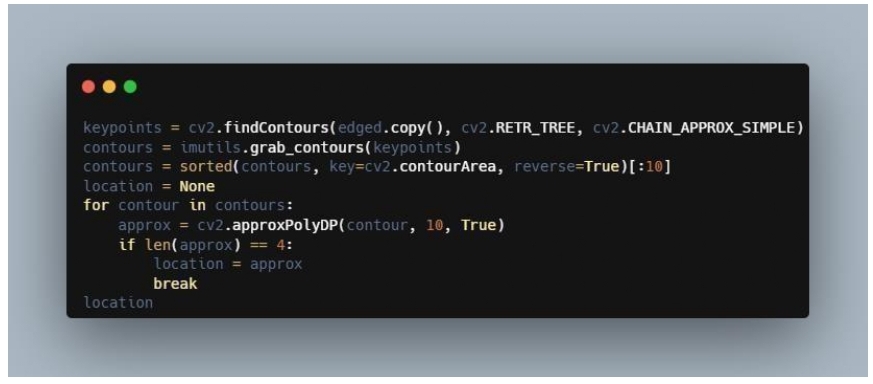 keypoints = cv2.findContours(edged.copy(), cv2.RETR_TREE, cv2.CHAIN_APPROX_SIMPLE)
contours = imutils.grab_contours(keypoints)
contours = sorted(contours, key=cv2.contourArea, reverse=True)[:10]
location = None
for contour in contours:
    approx = cv2.approxPolyDP(contour, 10, True)
    if len(approx) == 4:
        location = approx
        break
location